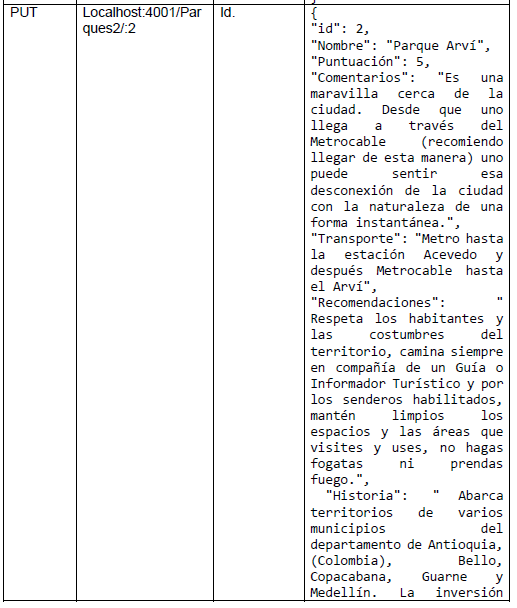 PUT
Localhost:4001/Par
ques2/:2
Id.
{
"id": 2,
"Nombre": "Parque Arví",
"Puntuación": 5,
"Comentarios": "Es una
maravilla cerca de la
ciudad. Desde que uno
llega a través del
Metrocable (recomiendo
llegar de esta manera) uno
puede sentir esa
desconexión de la ciudad
con la naturaleza de una
forma instantánea.",
"Transporte": "Metro hasta
la estación Acevedo y
después Metrocable hasta
el Arví",
"Recomendaciones": "
Respeta los habitantes y
las costumbres del
territorio, camina siempre
en compañía de un Guía o
Informador Turístico y por
los senderos habilitados,
mantén limpios los
espacios y las áreas que
visites y uses, no hagas
fogatas ni prendas
fuego.",
"Historia": " Abarca
territorios de varios
municipios del
departamento de Antioquia,
(Colombia), Bello,
Copacabana, Guarne y
Medellín. La inversión